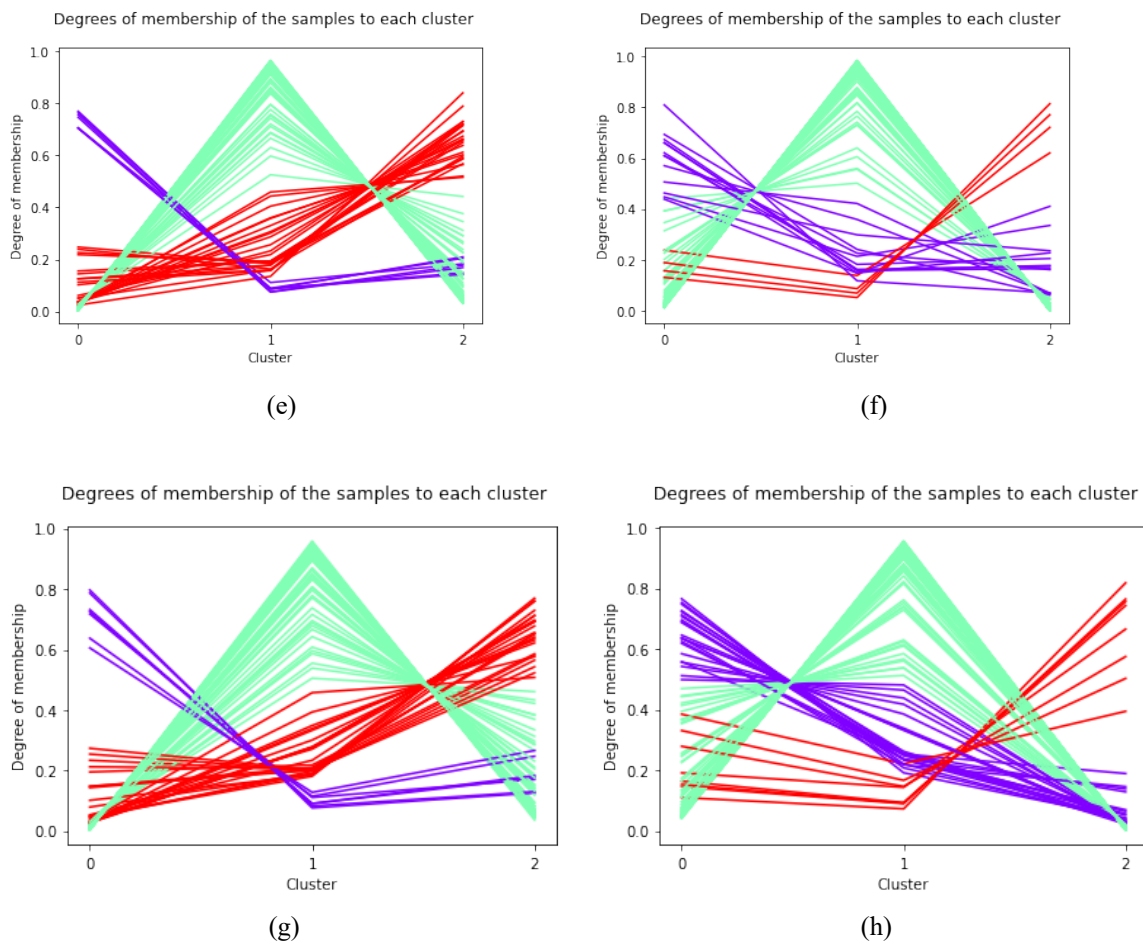 Degrees of membership of the samples to each cluster
Degrees of membership of the samples to each cluster
1.0
0.8
0.6
0.4
0.2
0.0
Degree of membership
0 1 2
Cluster
1.0
0.8
0.6
0.4
0.2
0.0
Degree of membership
0 1 2
Cluster
(e)
(f)
Degrees of membership of the samples to each cluster
Degrees of membership of the samples to each cluster
1.0
0.8
0.6
0.4
0.2
0.0
Degree of membership
0 1 2
Cluster
1.0
0.8
0.6
0.4
0.2
0.0
Degree of membership
0 1 2
Cluster
(g)
(h)